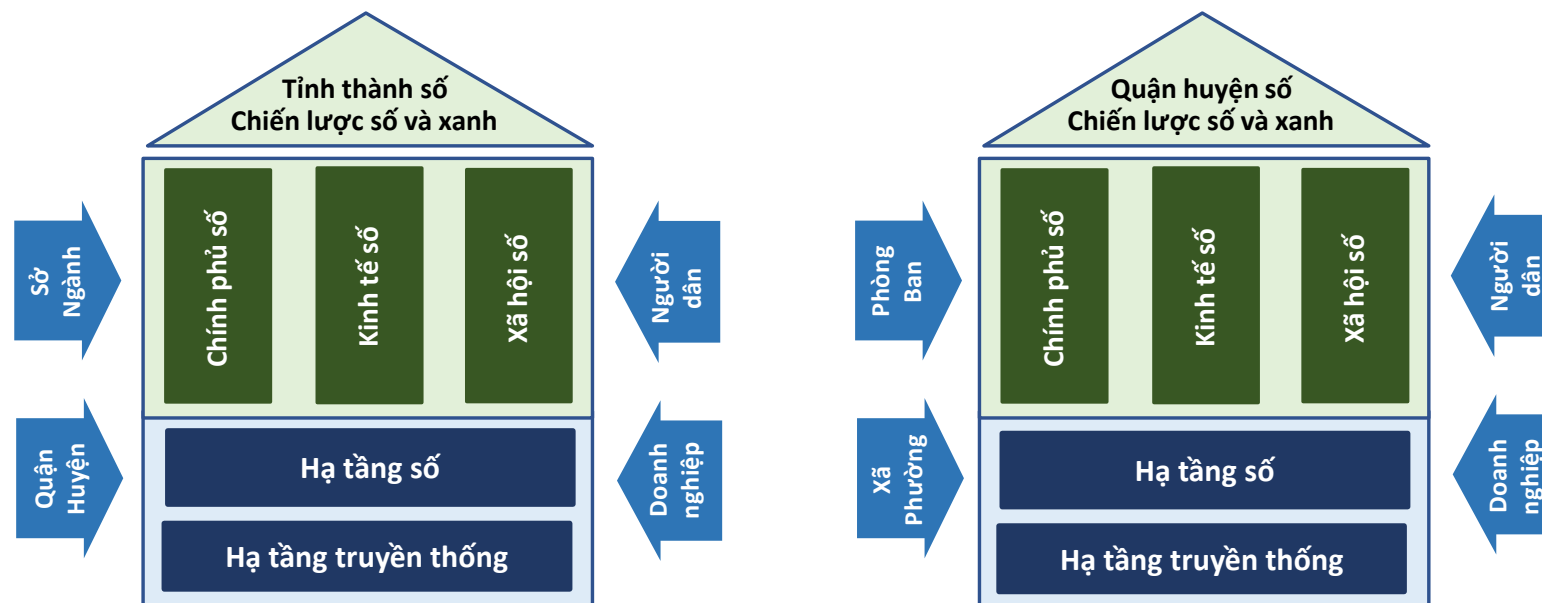 Tỉnh thành số
Chiến lược số và xanh
Sở
Ngành
Quận
Huyện
Chính phủ số
Kinh tế số
Xã hội số
Người
dân
Doanh
nghiệp
Hạ tầng số
Hạ tầng truyền thống
Quận huyện số
Chiến lược số và xanh
Phòng
Ban
Xã
Phường
Chính phủ số
Kinh tế số
Xã hội số
Người
dân
Doanh
nghiệp
Hạ tầng số
Hạ tầng truyền thống